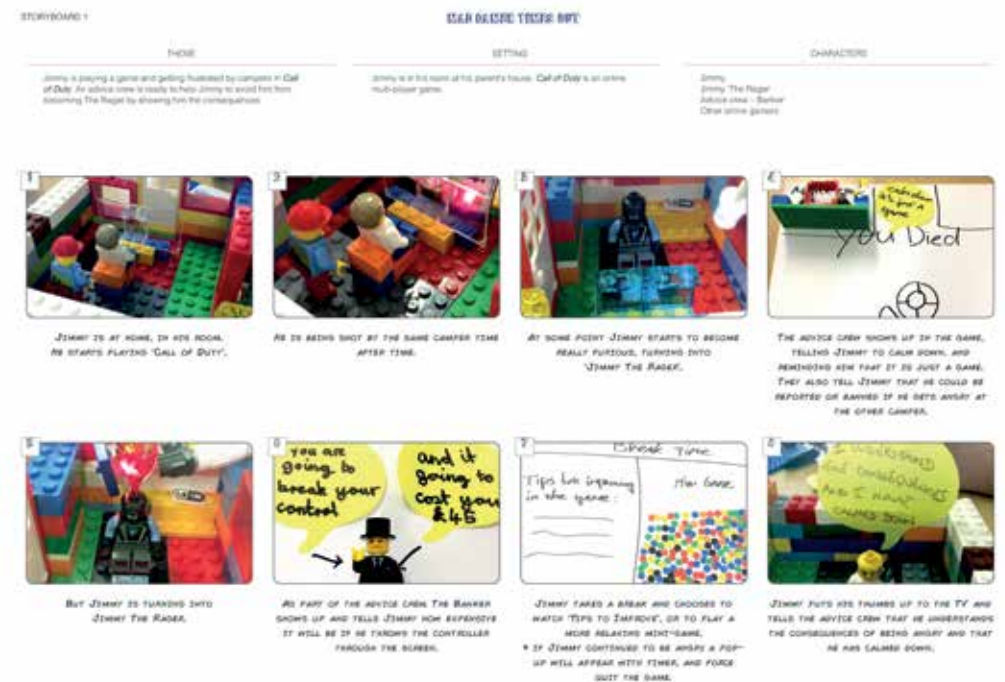 STORYBOARD 1
THEME
Jimmy is playing a game and getting frustrated by campers in Call
of Duty. An advice crew is ready to help Jimmy to avoid him from
becoming The Rager by showing him the consequences.
SETTING
Jimmy is in his room at his parent's house. Call of Duty is an online
multi-player game.
CHARACTERS
Jimmy
Jimmy 'The Rager'
Advice crew – Banker
Other online gamers
1
JIMMY IS AT HOME, IN HIS ROOM.
HE STARTS PLAYING 'CALL OF DUTY'.
2
HE IS BEING SHOT BY THE SAME CAMPER TIME
AFTER TIME.
3
AT SOME POINT JIMMY STARTS TO BECOME
REALLY FURIOUS, TURNING INTO
'JIMMY THE RAGER'.
4
it's just a
game
You Died
THE ADVICE CREW SHOWS UP IN THE GAME,
TELLING JIMMY TO CALM DOWN, AND
REMINDING HIM THAT IT IS JUST A GAME.
THEY ALSO TELL JIMMY THAT HE COULD BE
REPORTED OR BANNED IF HE GETS ANGRY AT
THE OTHER CAMPER.
5
BUT JIMMY IS TURNING INTO
JIMMY THE RAGER.
6
You are
going to
break your
control
and it
going to
cost you
£45
AS PART OF THE ADVICE CREW, THE BANKER
SHOWS UP AND TELLS JIMMY HOW EXPENSIVE
IT WILL BE IF HE THROWS THE CONTROLLER
THROUGH THE SCREEN.
7
Break Time
Tips for improving
in the game:
Mini Game
JIMMY TAKES A BREAK AND CHOOSES TO
WATCH 'TIPS TO IMPROVE', OR TO PLAY A
MORE RELAXING MINI-GAME.
* IF JIMMY CONTINUED TO BE ANGRY A POP-
UP WILL APPEAR WITH TIMER, AND FORCE
QUIT THE GAME.
8
I UNDERSTAND
THE CONSEQUENCES
AND I HAVE
CALMED DOWN
JIMMY PUTS HIS THUMBS UP TO THE TV AND
TELLS THE ADVICE CREW THAT HE UNDERSTANDS
THE CONSEQUENCES OF BEING ANGRY AND THAT
HE HAS CALMED DOWN.